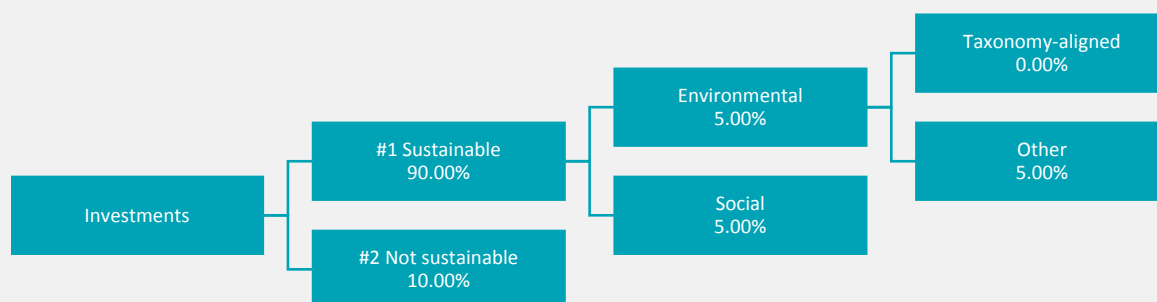 Investments
#1 Sustainable
90.00%
#2 Not sustainable
10.00%
Environmental
5.00%
Social
5.00%
Taxonomy-aligned
0.00%
Other
5.00%